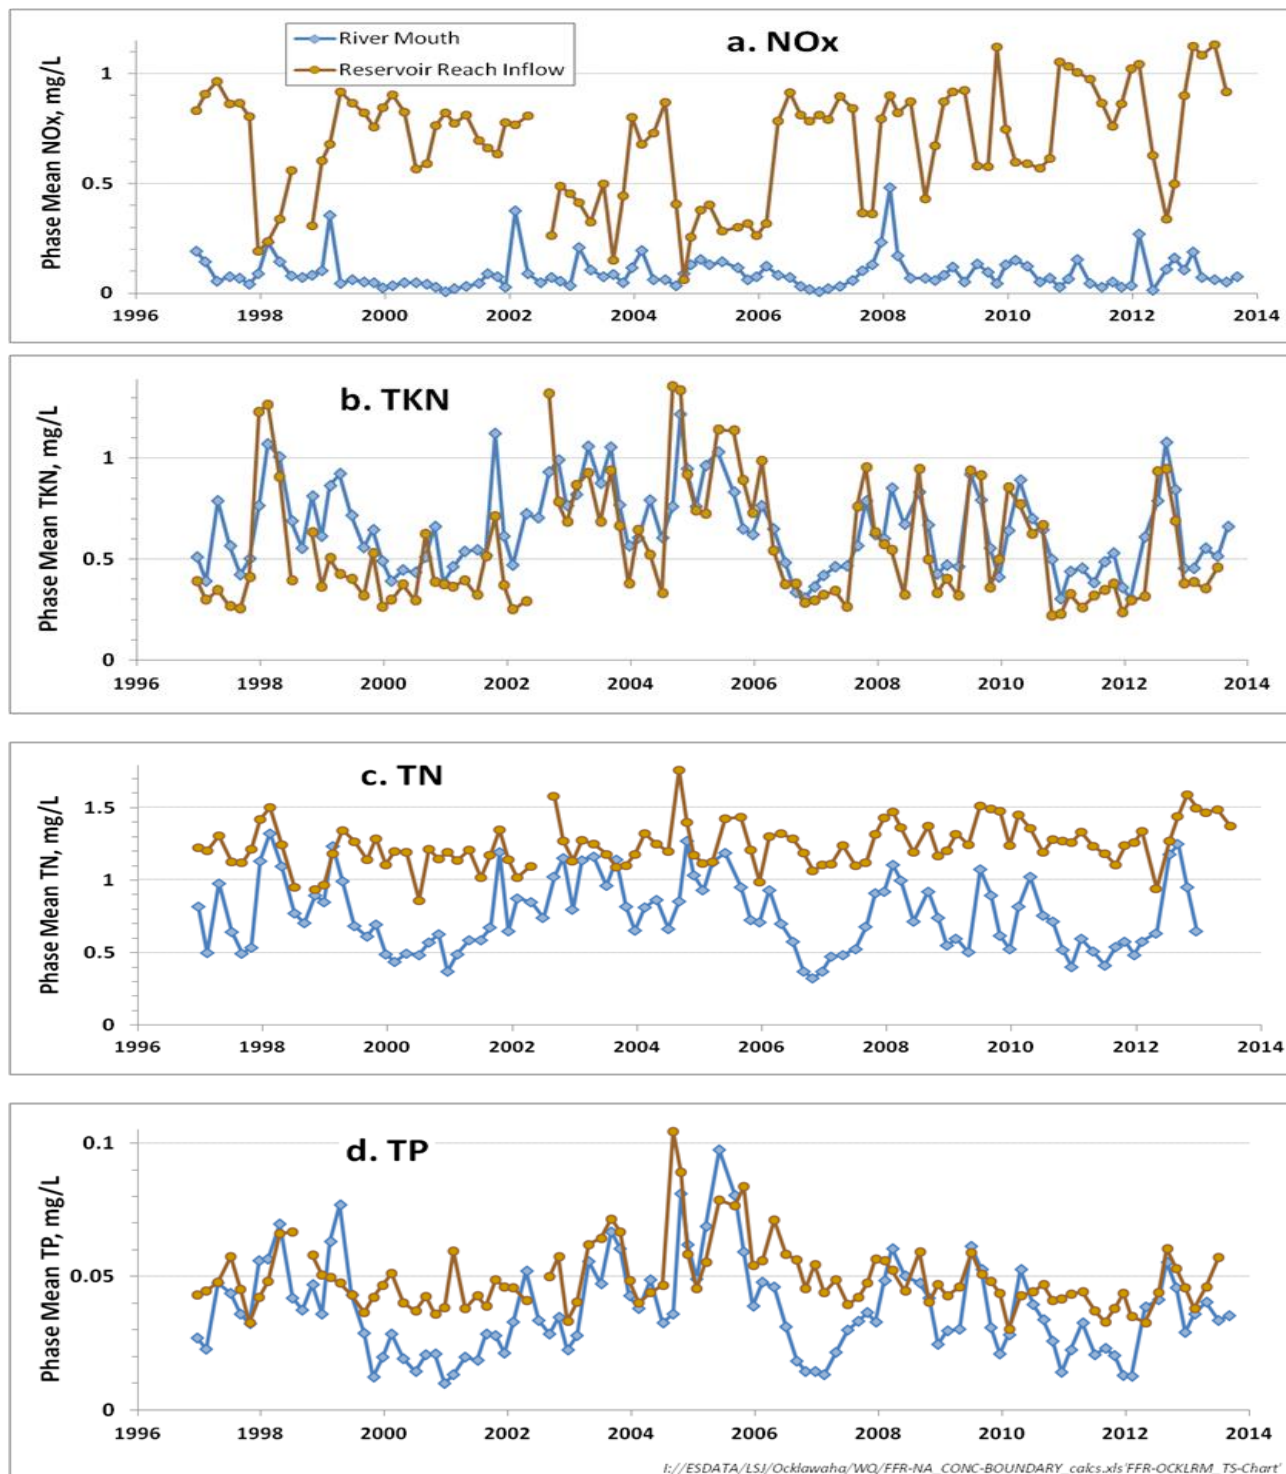 River Mouth
Reservoir Reach Inflow
a. NOx
Phase Mean NOx, mg/L
1
0.5
0
1996 1998 2000 2002 2004 2006 2008 2010 2012 2014
b. TKN
Phase Mean TKN, mg/L
1
0.5
0
1996 1998 2000 2002 2004 2006 2008 2010 2012 2014
c. TN
Phase Mean TN, mg/L
1.5
1
0.5
0
1996 1998 2000 2002 2004 2006 2008 2010 2012 2014
d. TP
Phase Mean TP, mg/L
0.1
0.05
0
1996 1998 2000 2002 2004 2006 2008 2010 2012 2014
I://ESDATA/LSJ/Ocklawaha/WQ/FFR-NA_CONC-BOUNDARY_calcs.xls'FFR-OCKLRM_TS-Chart'